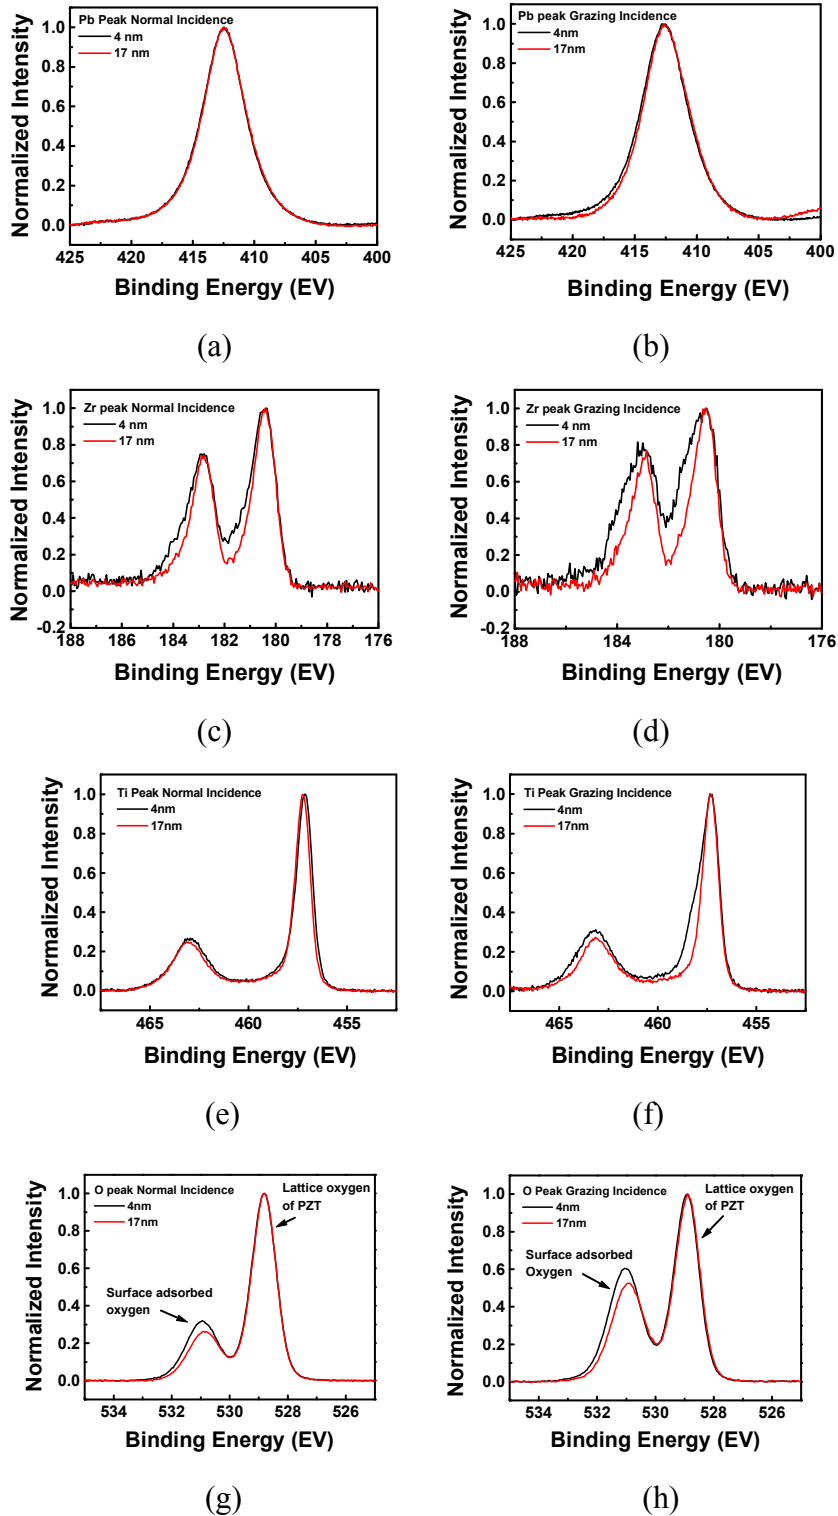 Pb Peak Normal Incidence
4 nm
17 nm
1.0
0.8
0.6
0.4
0.2
0.0
Normalized Intensity
425 420 415 410 405 400
Binding Energy (EV)
(a)
Pb peak Grazing Incidence
4 nm
17nm
1.0
0.8
0.6
0.4
0.2
0.0
Normalized Intensity
425 420 415 410 405 400
Binding Energy (EV)
(b)
Zr peak Normal Incidence
4 nm
17 nm
1.0
0.8
0.6
0.4
0.2
0.0
-0.2
Normalized Intensity
188 186 184 182 180 178 176
Binding Energy (EV)
(c)
Zr peak Grazing Incidence
4 nm
17 nm
1.0
0.8
0.6
0.4
0.2
0.0
-0.2
Normalized Intensity
188 184 180 176
Binding Energy (EV)
(d)
Ti Peak Normal Incidence
4nm
17nm
1.0
0.8
0.6
0.4
0.2
0.0
Normalized Intensity
465 460 455
Binding Energy (EV)
(e)
Ti Peak Grazing Incidence
4nm
17nm
1.0
0.8
0.6
0.4
0.2
0.0
Normalized Intensity
465 460 455
Binding Energy (EV)
(f)
O peak Normal Incidence
4nm
17nm
Lattice oxygen
of PZT
Surface adsorbed
oxygen
1.0
0.8
0.6
0.4
0.2
0.0
Normalized Intensity
534 532 530 528 526
Binding Energy (EV)
(g)
O Peak Grazing Incidence
4nm
17nm
Lattice oxygen
of PZT
Surface adsorbed
Oxygen
1.0
0.8
0.6
0.4
0.2
0.0
Normalized Intensity
534 532 530 528 526
Binding Energy (EV)
(h)